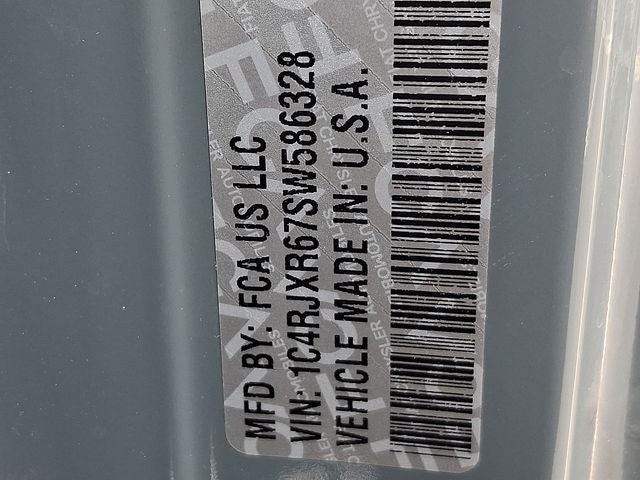 MFD BY: FCA US LLC
VIN: 1C4RJXR67SW586328
VEHICLE MADE IN: U.S.A.